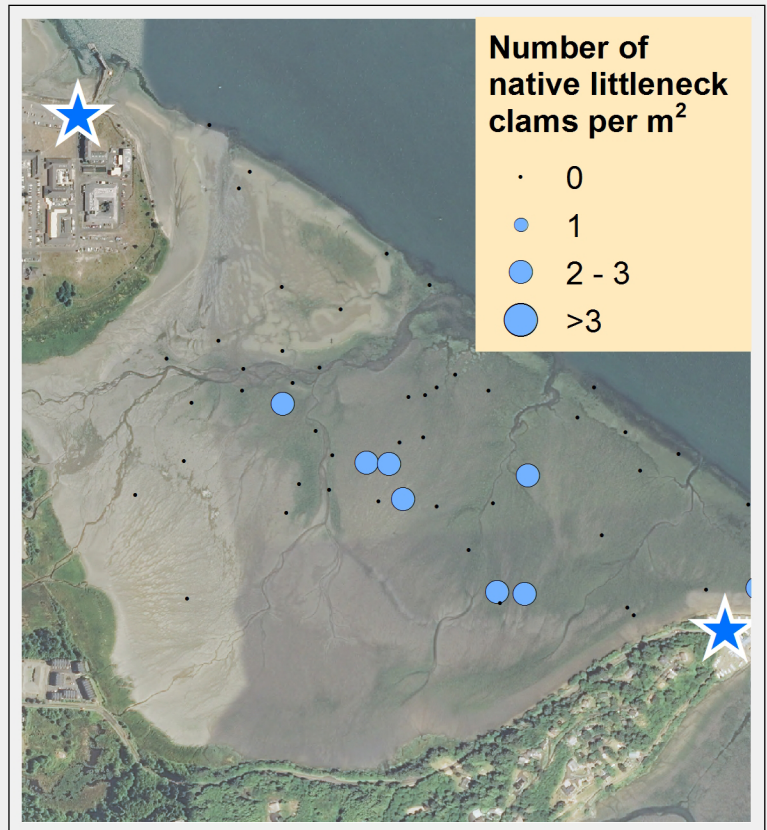 Number of
native littleneck
clams per m²
0
1
2 - 3
>3